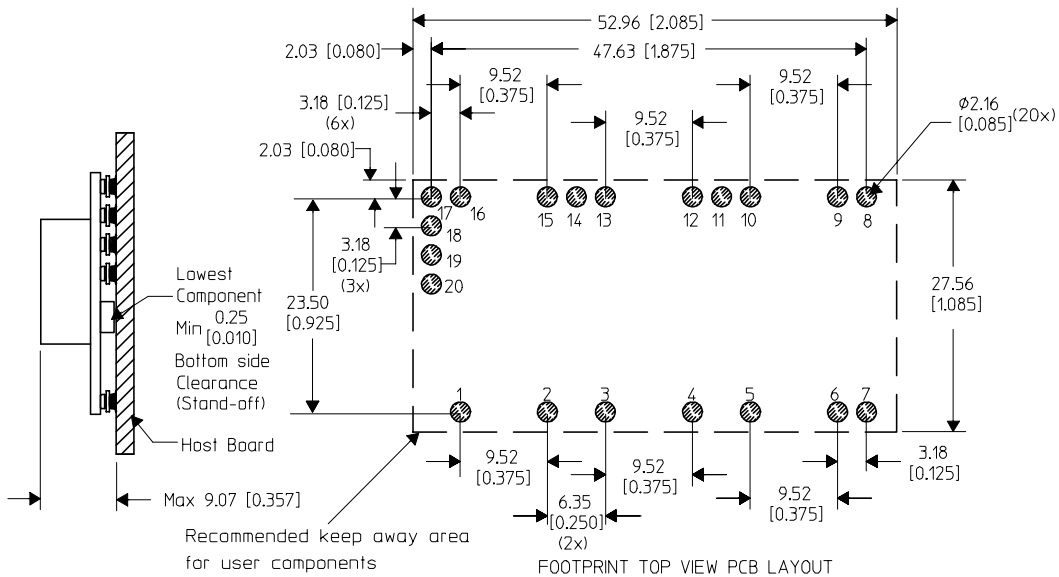 52.96 [2.085]
2.03 [0.080]
47.63 [1.875]
9.52
[0.375]
9.52
[0.375]
3.18 [0.125]
(6x)
9.52
[0.375]
ø2.16
[0.085] (20x)
2.03 [0.080]
17 16 15 14 13 12 11 10 9 8
18
19
20
3.18
[0.125]
(3x)
23.50
[0.925]
27.56
[1.085]
Lowest
Component
Min 0.25
[0.010]
Bottom side
Clearance
(Stand-off)
Host Board
1 2 3 4 5 6 7
9.52
[0.375]
9.52
[0.375]
3.18
[0.125]
6.35
[0.250]
(2x)
9.52
[0.375]
Max 9.07 [0.357]
Recommended keep away area
for user components
FOOTPRINT TOP VIEW PCB LAYOUT